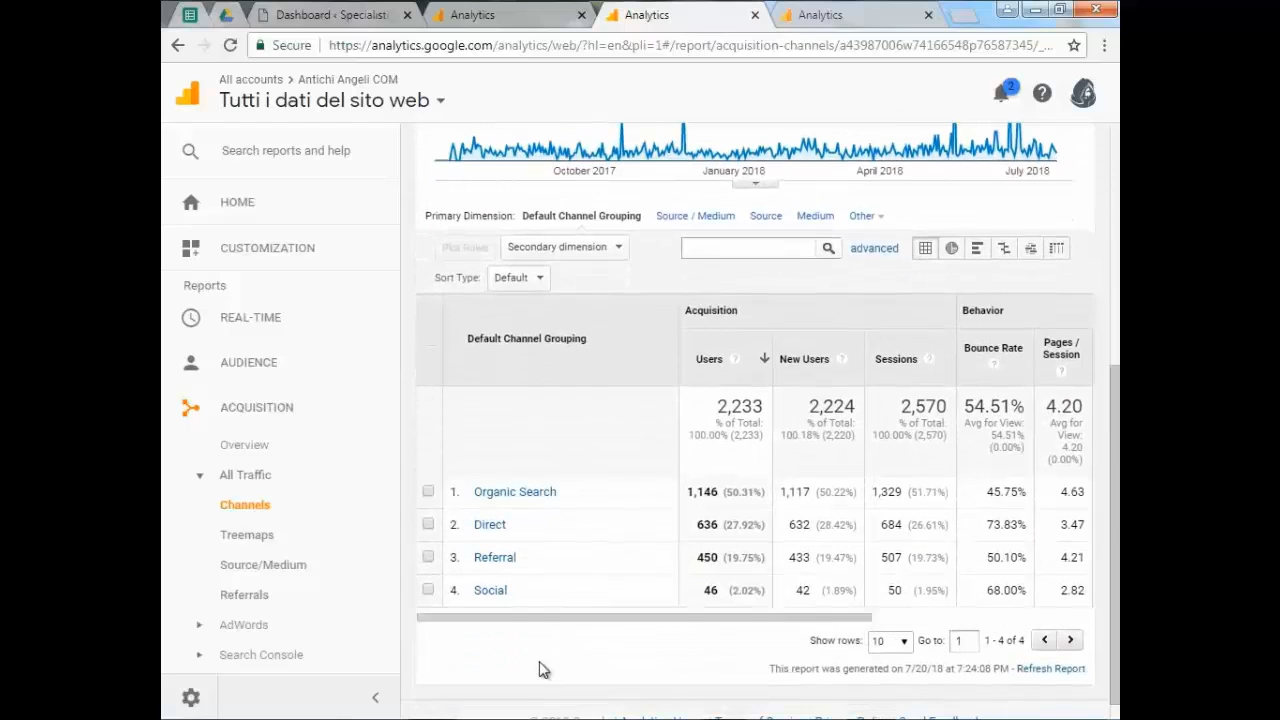 Dashboard ‹ Specialist
Analytics
Analytics
Analytics
Secure
https://analytics.google.com/analytics/web/?hl=en&pli=1#/report/acquisition-channels/a43987006w74166548p76587345/_...
All accounts > Antichi Angeli COM
Tutti i dati del sito web
2
Search reports and help
HOME
CUSTOMIZATION
Reports
REAL-TIME
AUDIENCE
ACQUISITION
Overview
All Traffic
Channels
Treemaps
Source/Medium
Referrals
AdWords
Search Console
October 2017 January 2018 April 2018 July 2018
Primary Dimension: Default Channel Grouping Source / Medium Source Medium Other
Plot Rows Secondary dimension advanced
Sort Type: Default
Default Channel Grouping
Acquisition
Behavior
Users ? New Users ? Sessions ? Bounce Rate ? Pages / Session ?
2,233 % of Total: 100.00% (2,233)
2,224 % of Total: 100.18% (2,220)
2,570 % of Total: 100.00% (2,570)
54.51% Avg for View: 54.51% (0.00%)
4.20 Avg for View: 4.20 (0.00%)
1. Organic Search 1,146 (50.31%) 1,117 (50.22%) 1,329 (51.71%) 45.75% 4.63
2. Direct 636 (27.92%) 632 (28.42%) 684 (26.61%) 73.83% 3.47
3. Referral 450 (19.75%) 433 (19.47%) 507 (19.73%) 50.10% 4.21
4. Social 46 (2.02%) 42 (1.89%) 50 (1.95%) 68.00% 2.82
Show rows: 10 Go to: 1 1 - 4 of 4
This report was generated on 7/20/18 at 7:24:08 PM - Refresh Report